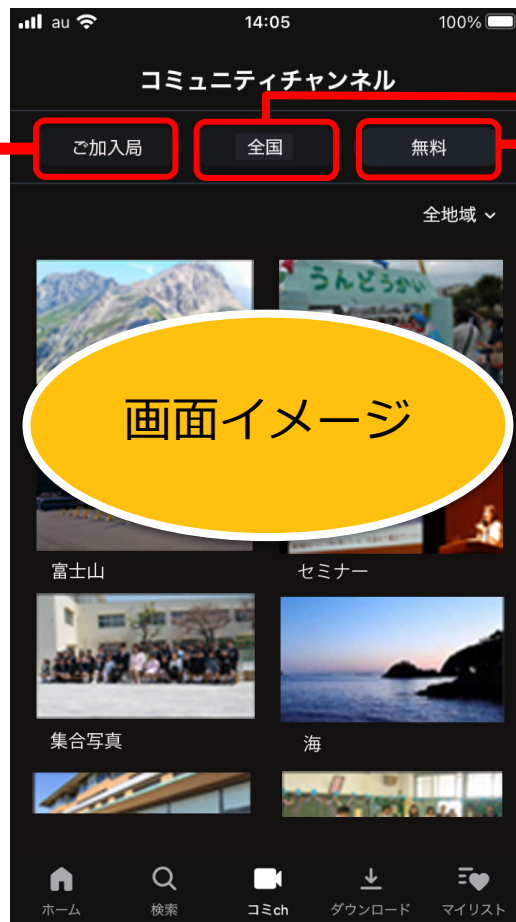 au 14:05 100%
コミュニティチャンネル
ご加入局 全国 無料
全地域
うんどうかい
画面イメージ
富士山 セミナー
集合写真 海
ホーム 検索 コミch ダウンロード マイリスト